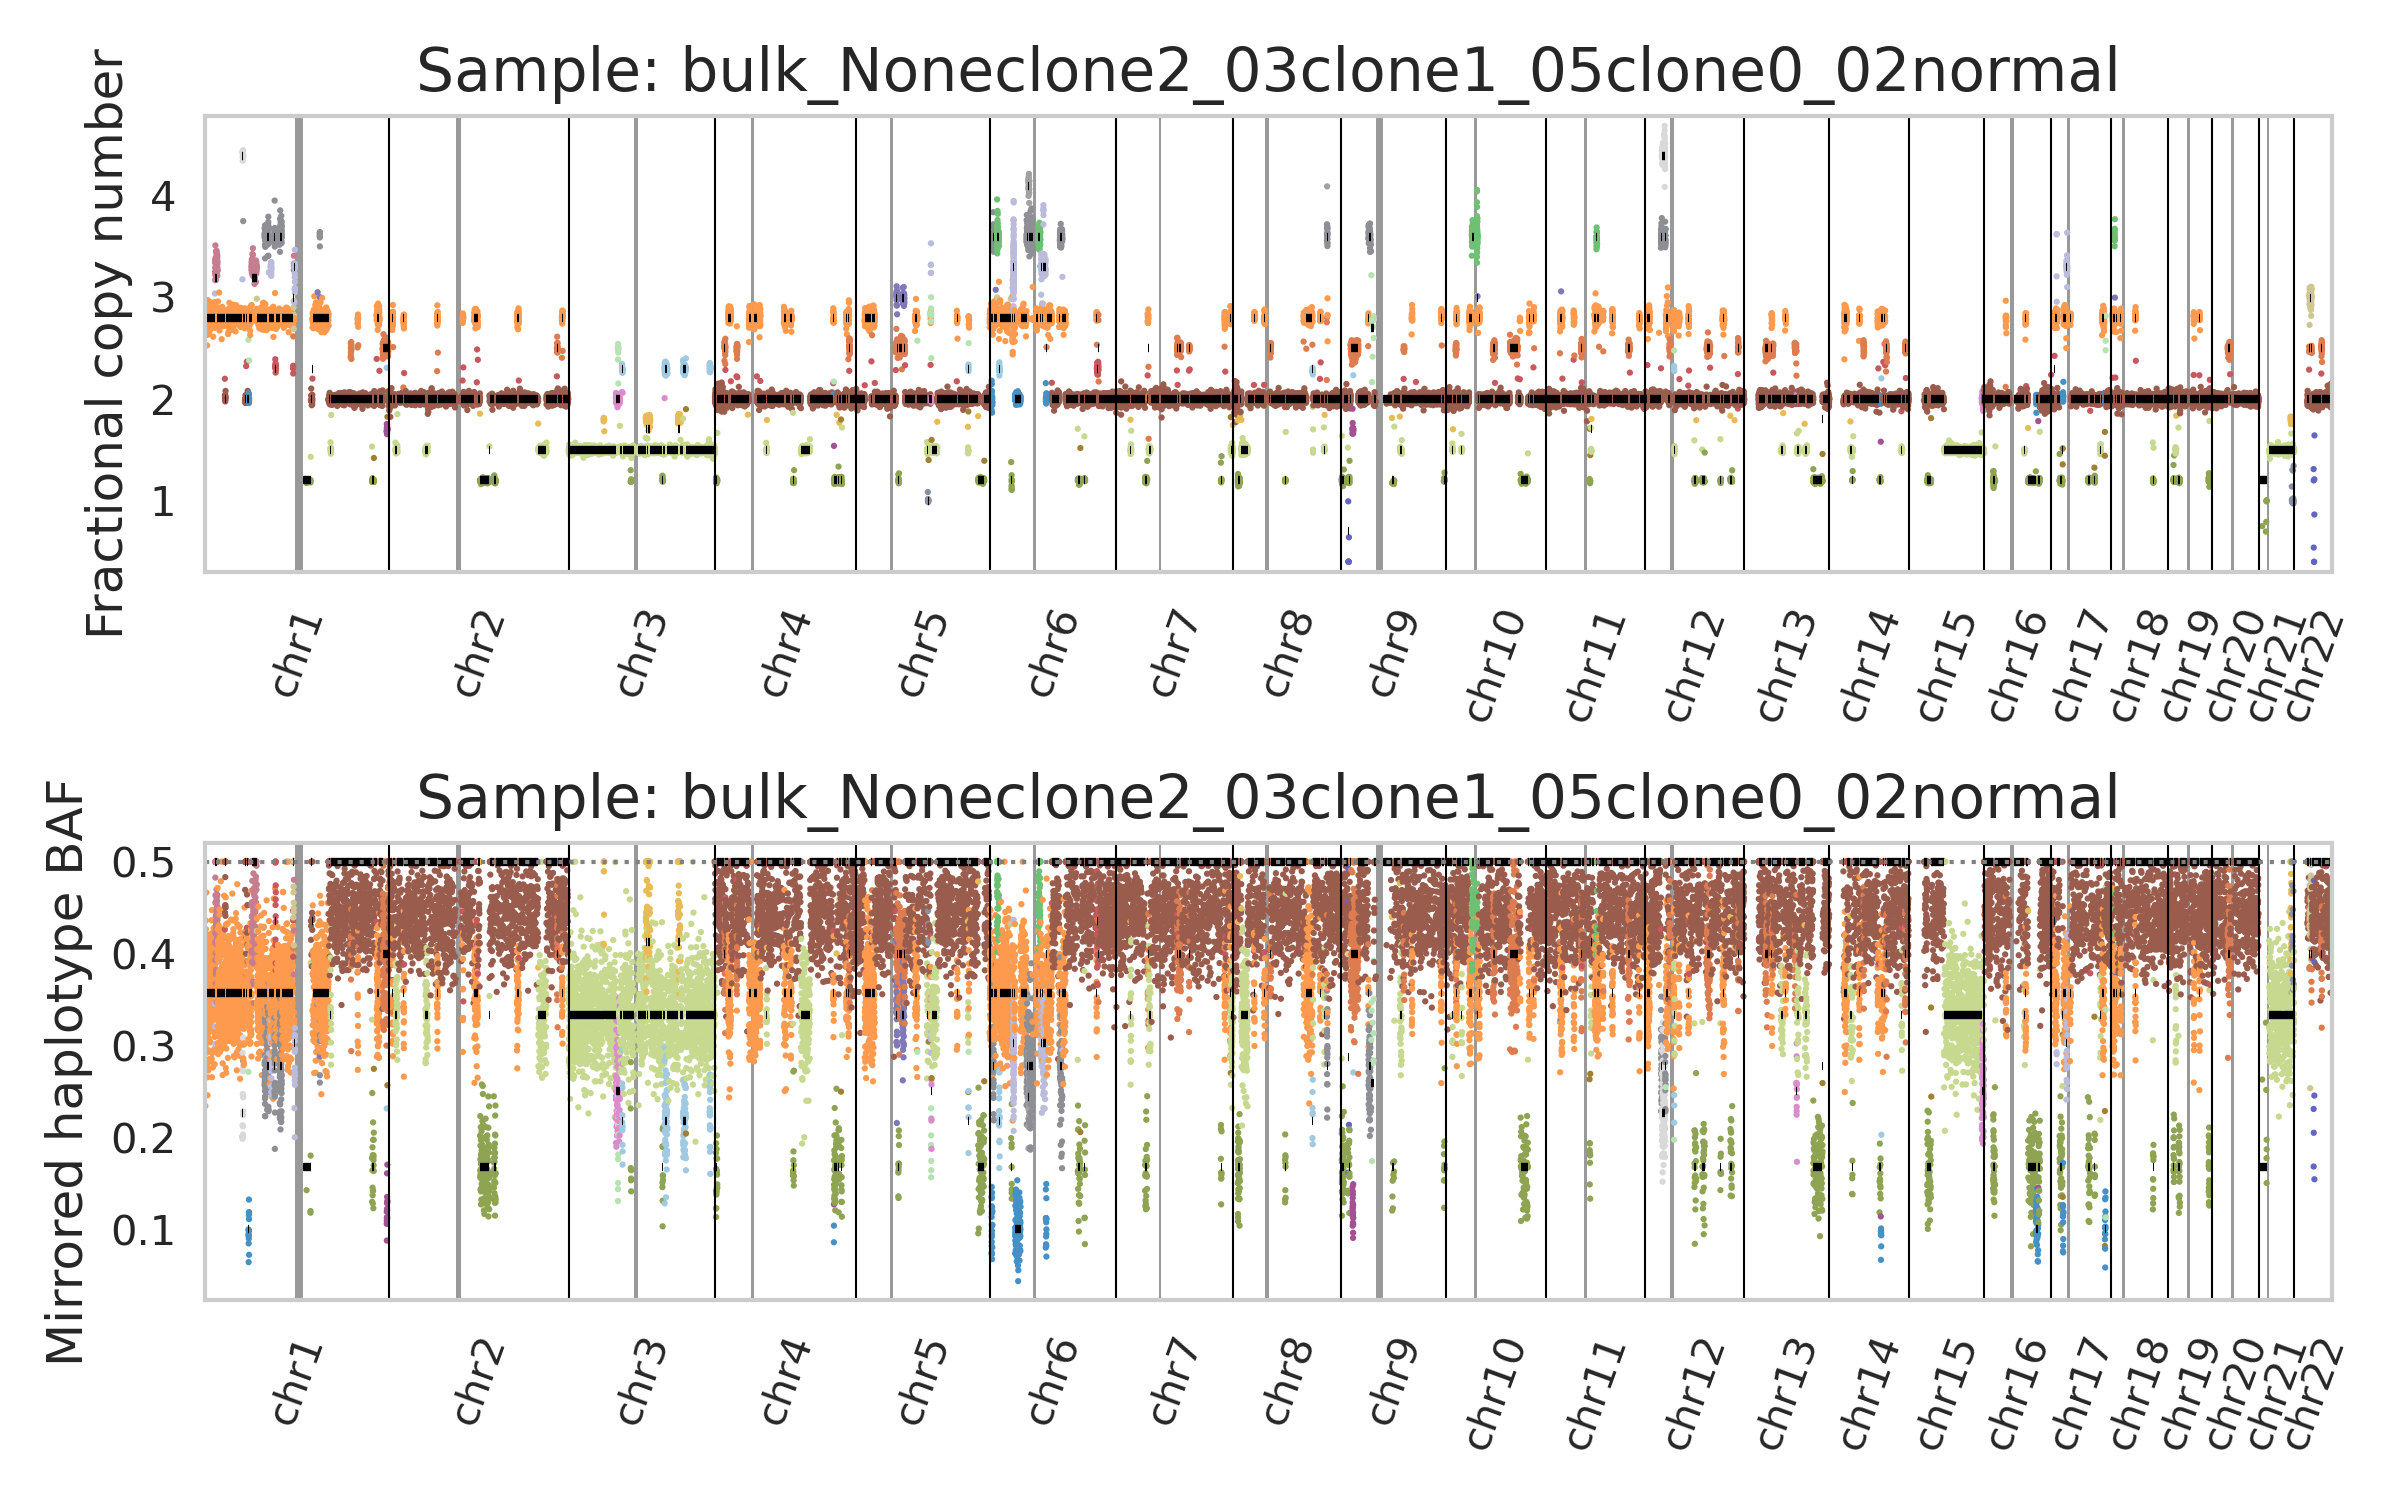 Sample: bulk_Noneclone2_03clone1_05clone0_02normal
Fractional copy number
4
3
2
1
chr1 chr2 chr3 chr4 chr5 chr6 chr7 chr8 chr9 chr10 chr11 chr12 chr13 chr14 chr15 chr16 chr17 chr18 chr19 chr20 chr21 chr22
Sample: bulk_Noneclone2_03clone1_05clone0_02normal
Mirrored haplotype BAF
0.5
0.4
0.3
0.2
0.1
chr1 chr2 chr3 chr4 chr5 chr6 chr7 chr8 chr9 chr10 chr11 chr12 chr13 chr14 chr15 chr16 chr17 chr18 chr19 chr20 chr21 chr22